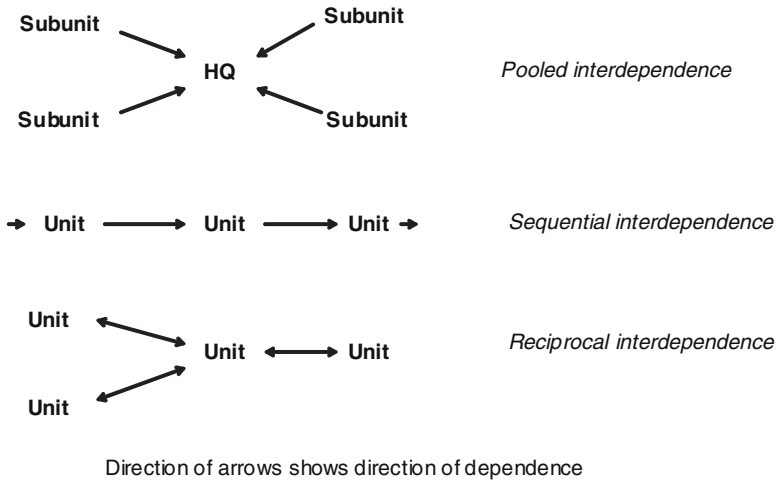 Subunit Subunit
HQ Pooled interdependence
Subunit Subunit
Unit Unit Unit Sequential interdependence
Unit
Unit Unit Reciprocal interdependence
Unit
Direction of arrows shows direction of dependence